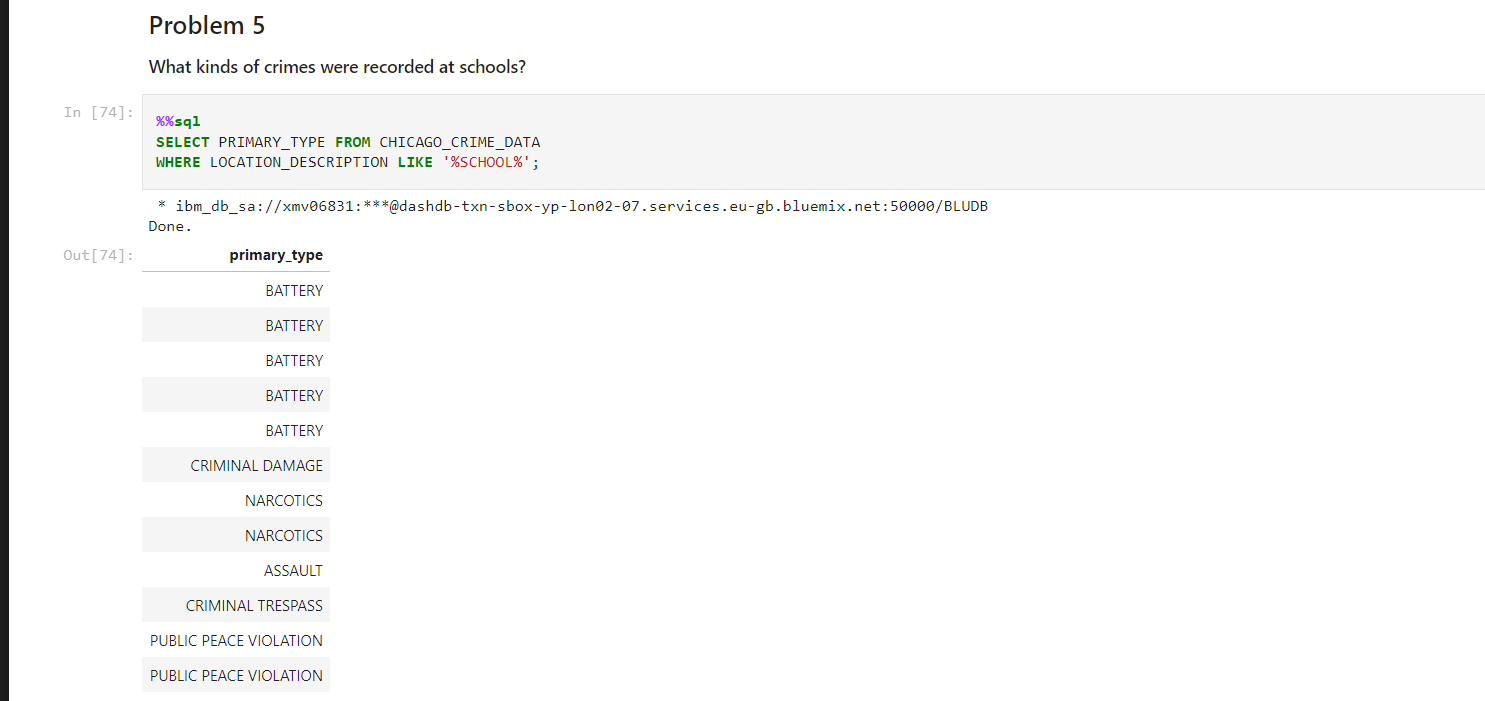 Problem 5
What kinds of crimes were recorded at schools?
In [74]:
%%sql
SELECT PRIMARY_TYPE FROM CHICAGO_CRIME_DATA
WHERE LOCATION_DESCRIPTION LIKE '%SCHOOL%';
* ibm_db_sa://xmv06831:***@dashdb-txn-sbox-yp-lon02-07.services.eu-gb.bluemix.net:50000/BLUDB
Done.
Out[74]:
primary_type
BATTERY
BATTERY
BATTERY
BATTERY
BATTERY
CRIMINAL DAMAGE
NARCOTICS
NARCOTICS
ASSAULT
CRIMINAL TRESPASS
PUBLIC PEACE VIOLATION
PUBLIC PEACE VIOLATION